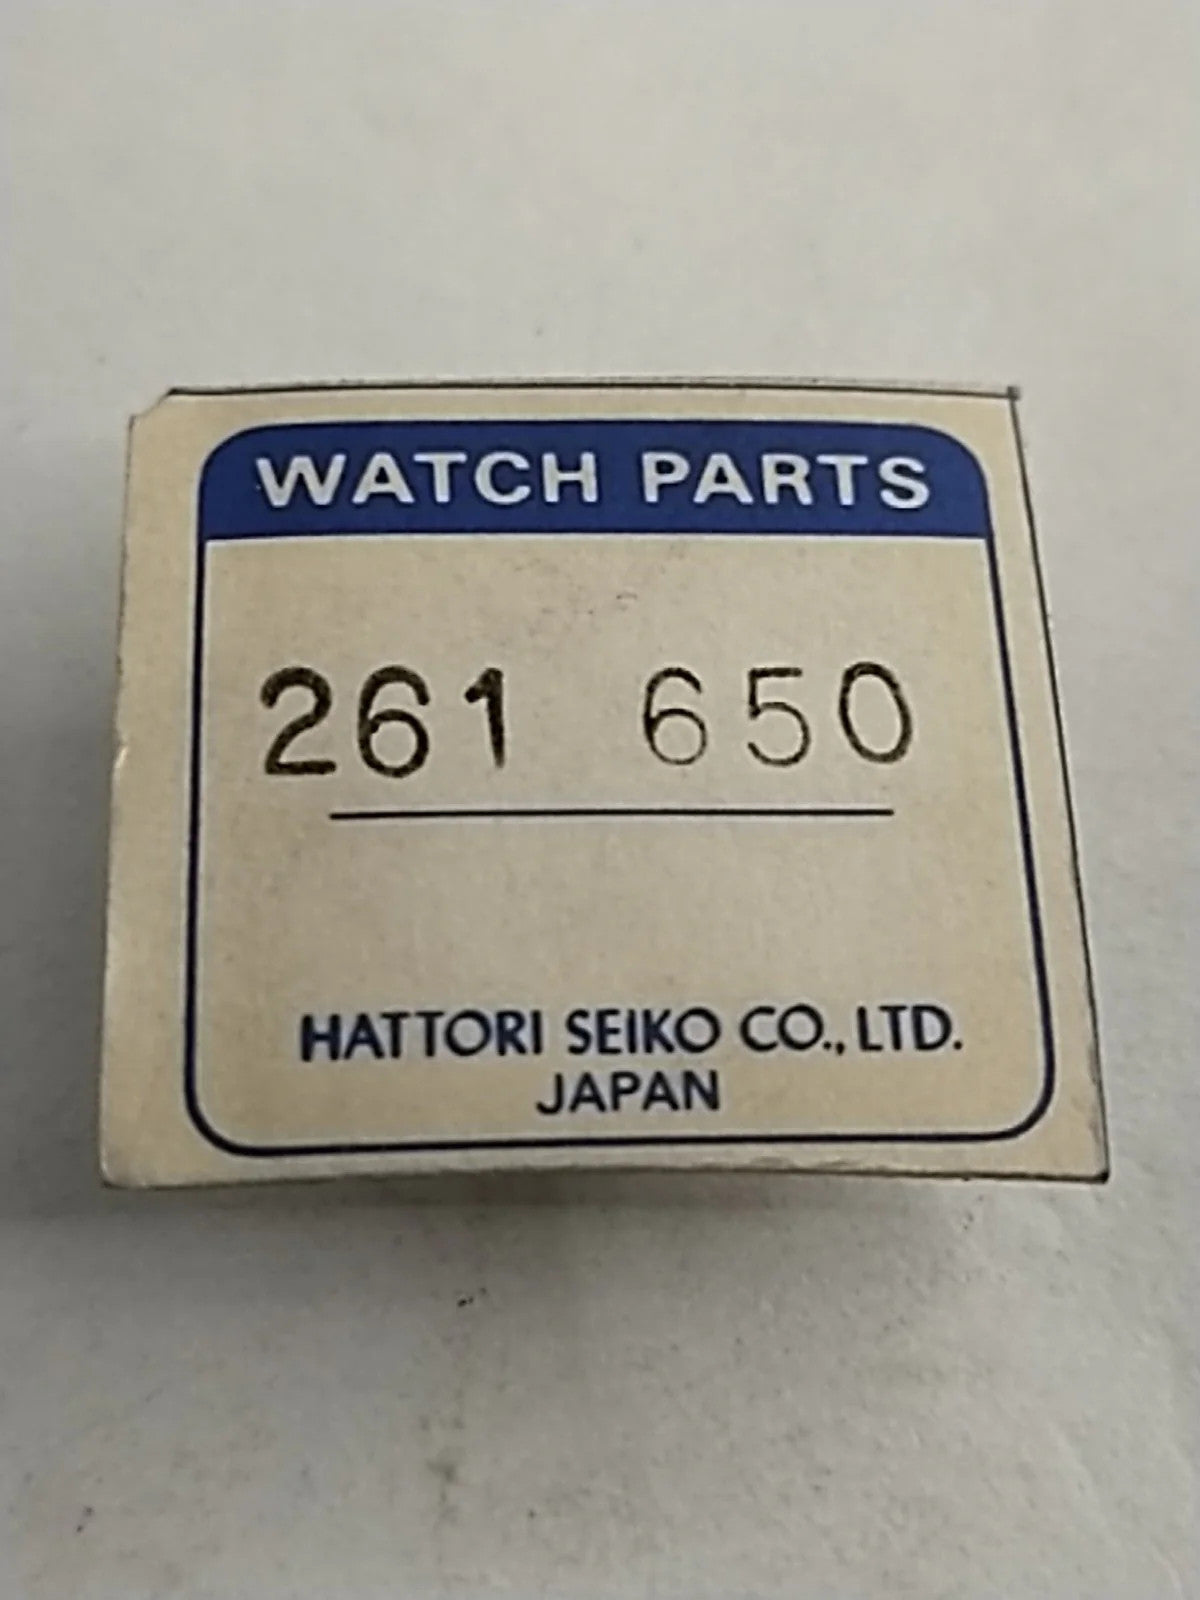 WATCH PARTS
261 650
HATTORI SEIKO CO., LTD.
JAPAN